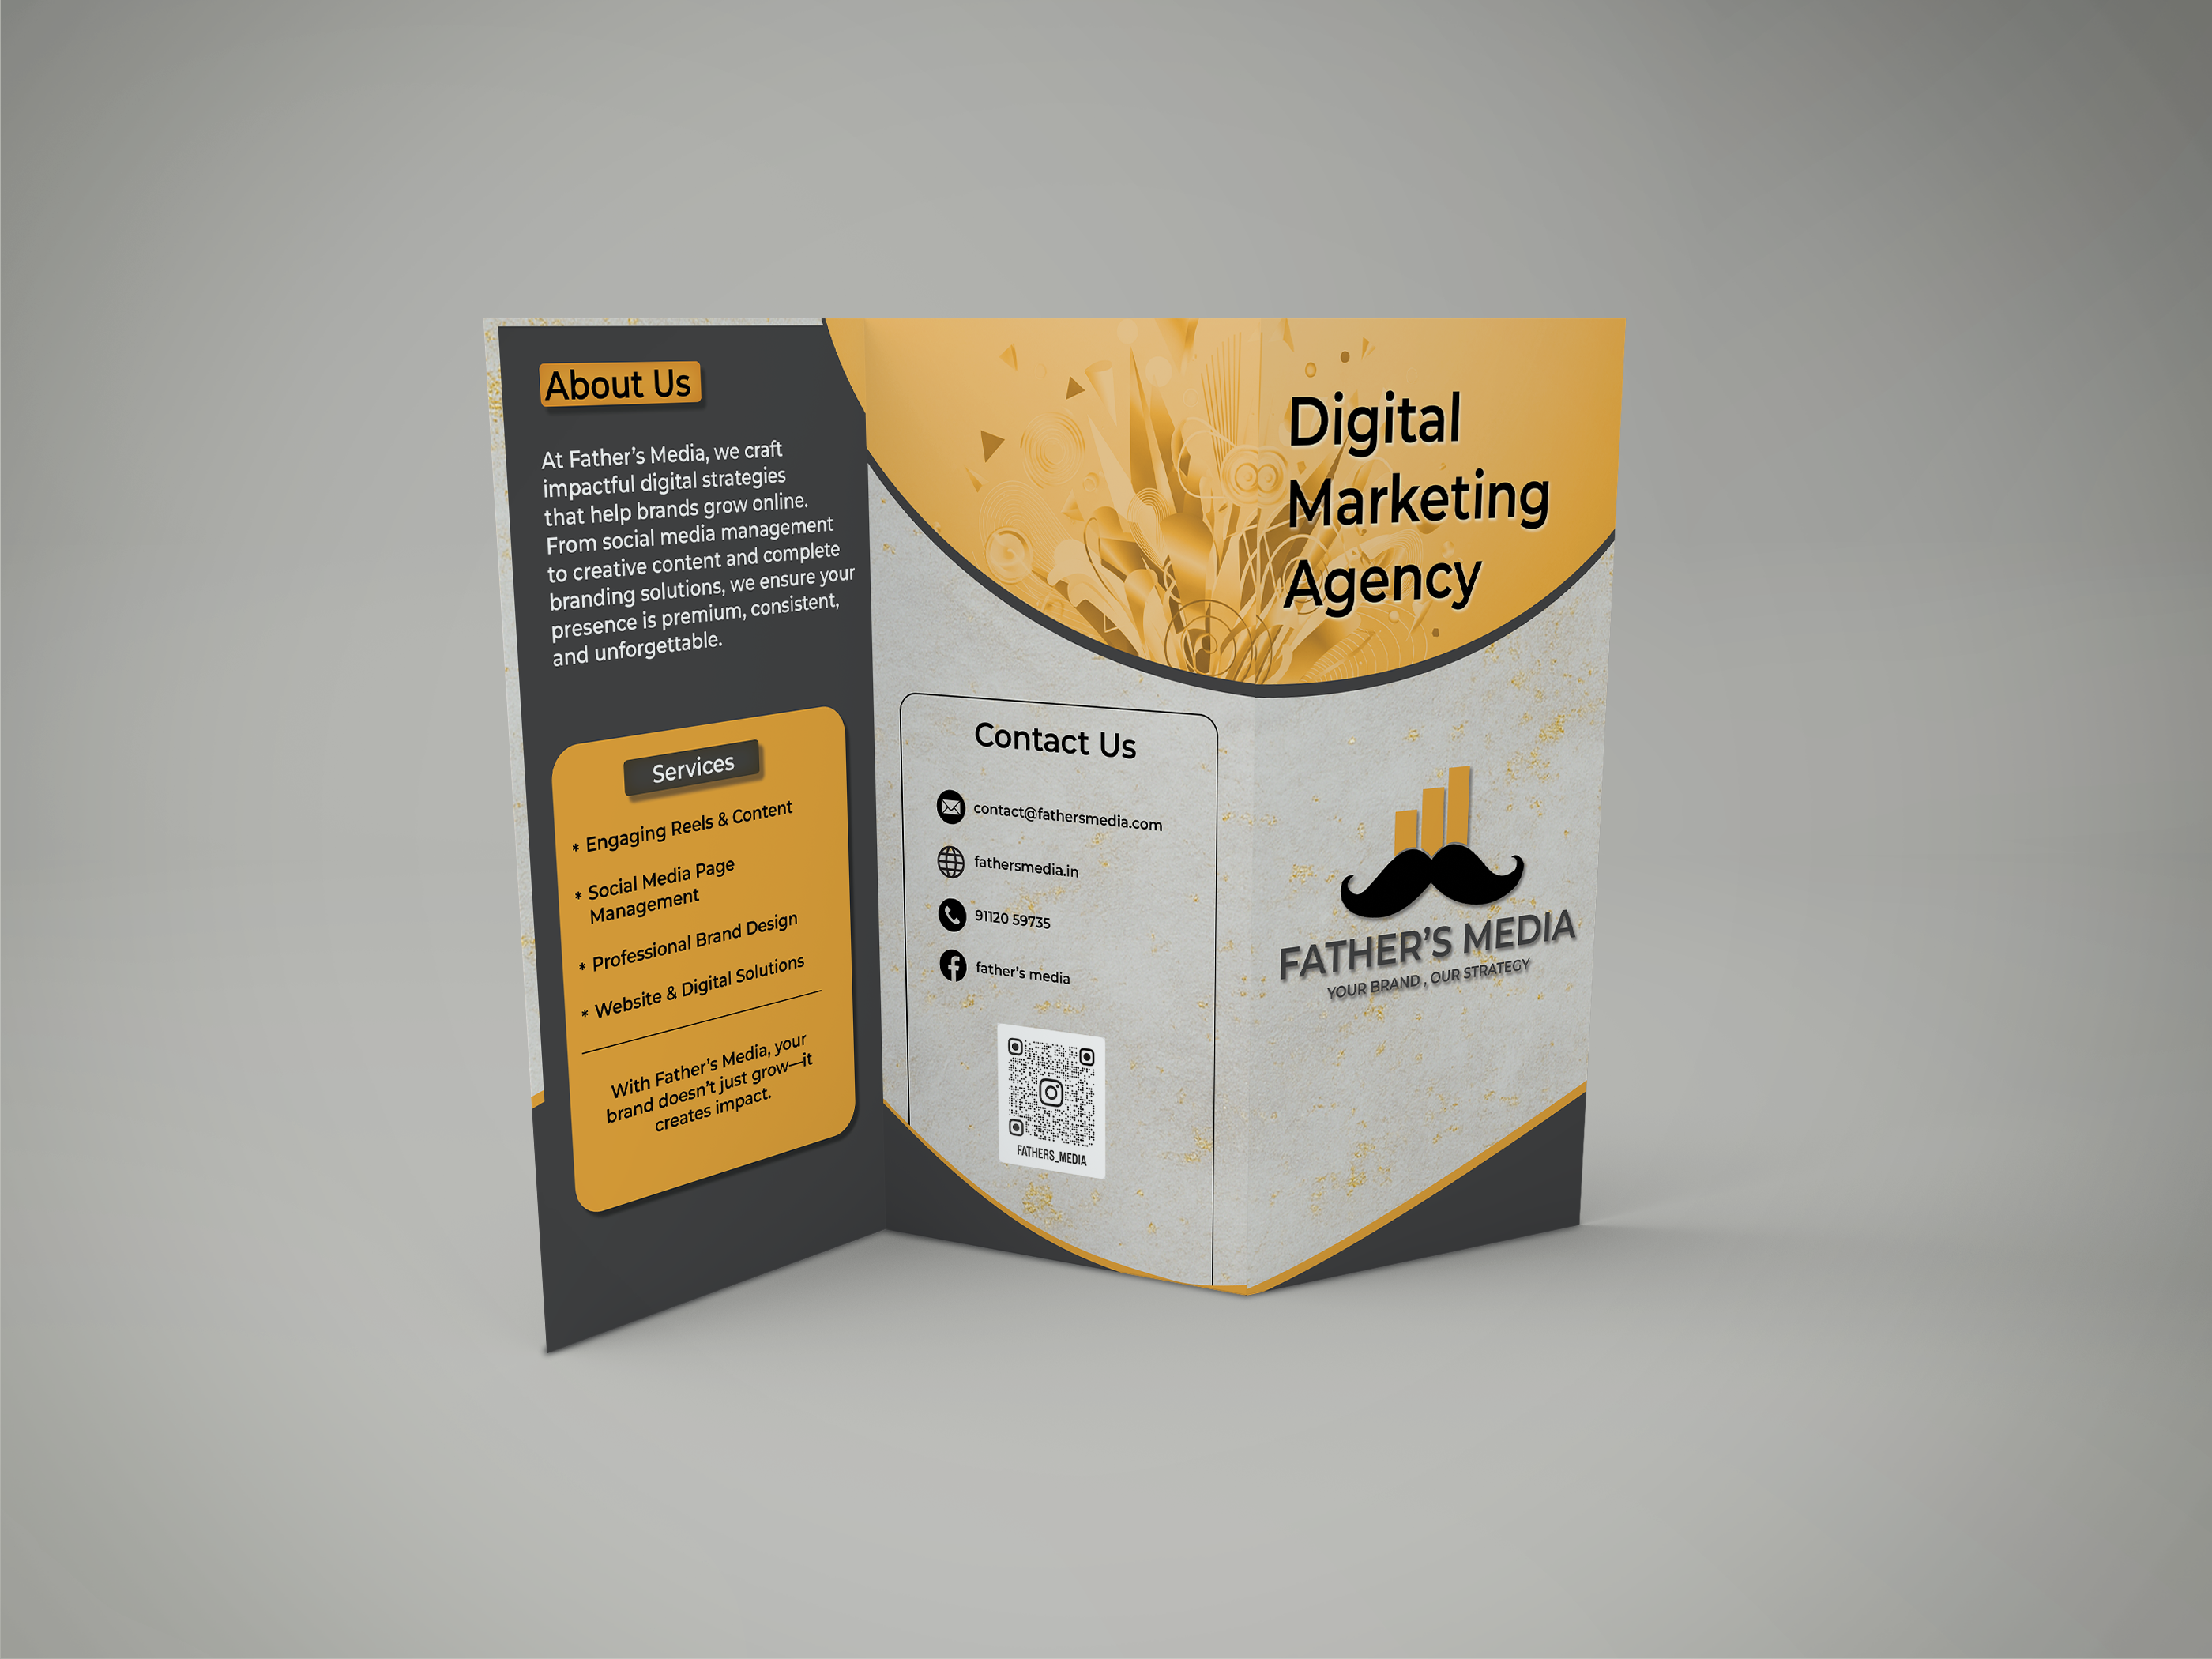 About Us
At Father’s Media, we craft
impactful digital strategies
that help brands grow online.
From social media management
to creative content and complete
branding solutions, we ensure your
presence is premium, consistent,
and unforgettable.
Services
* Engaging Reels & Content
* Social Media Page
Management
* Professional Brand Design
* Website & Digital Solutions
With Father’s Media, your
brand doesn’t just grow—it
creates impact.
Contact Us
contact@fathersmedia.com
fathersmedia.in
91120 59735
father’s media
FATHERS_MEDIA
Digital
Marketing
Agency
FATHER’S MEDIA
YOUR BRAND , OUR STRATEGY